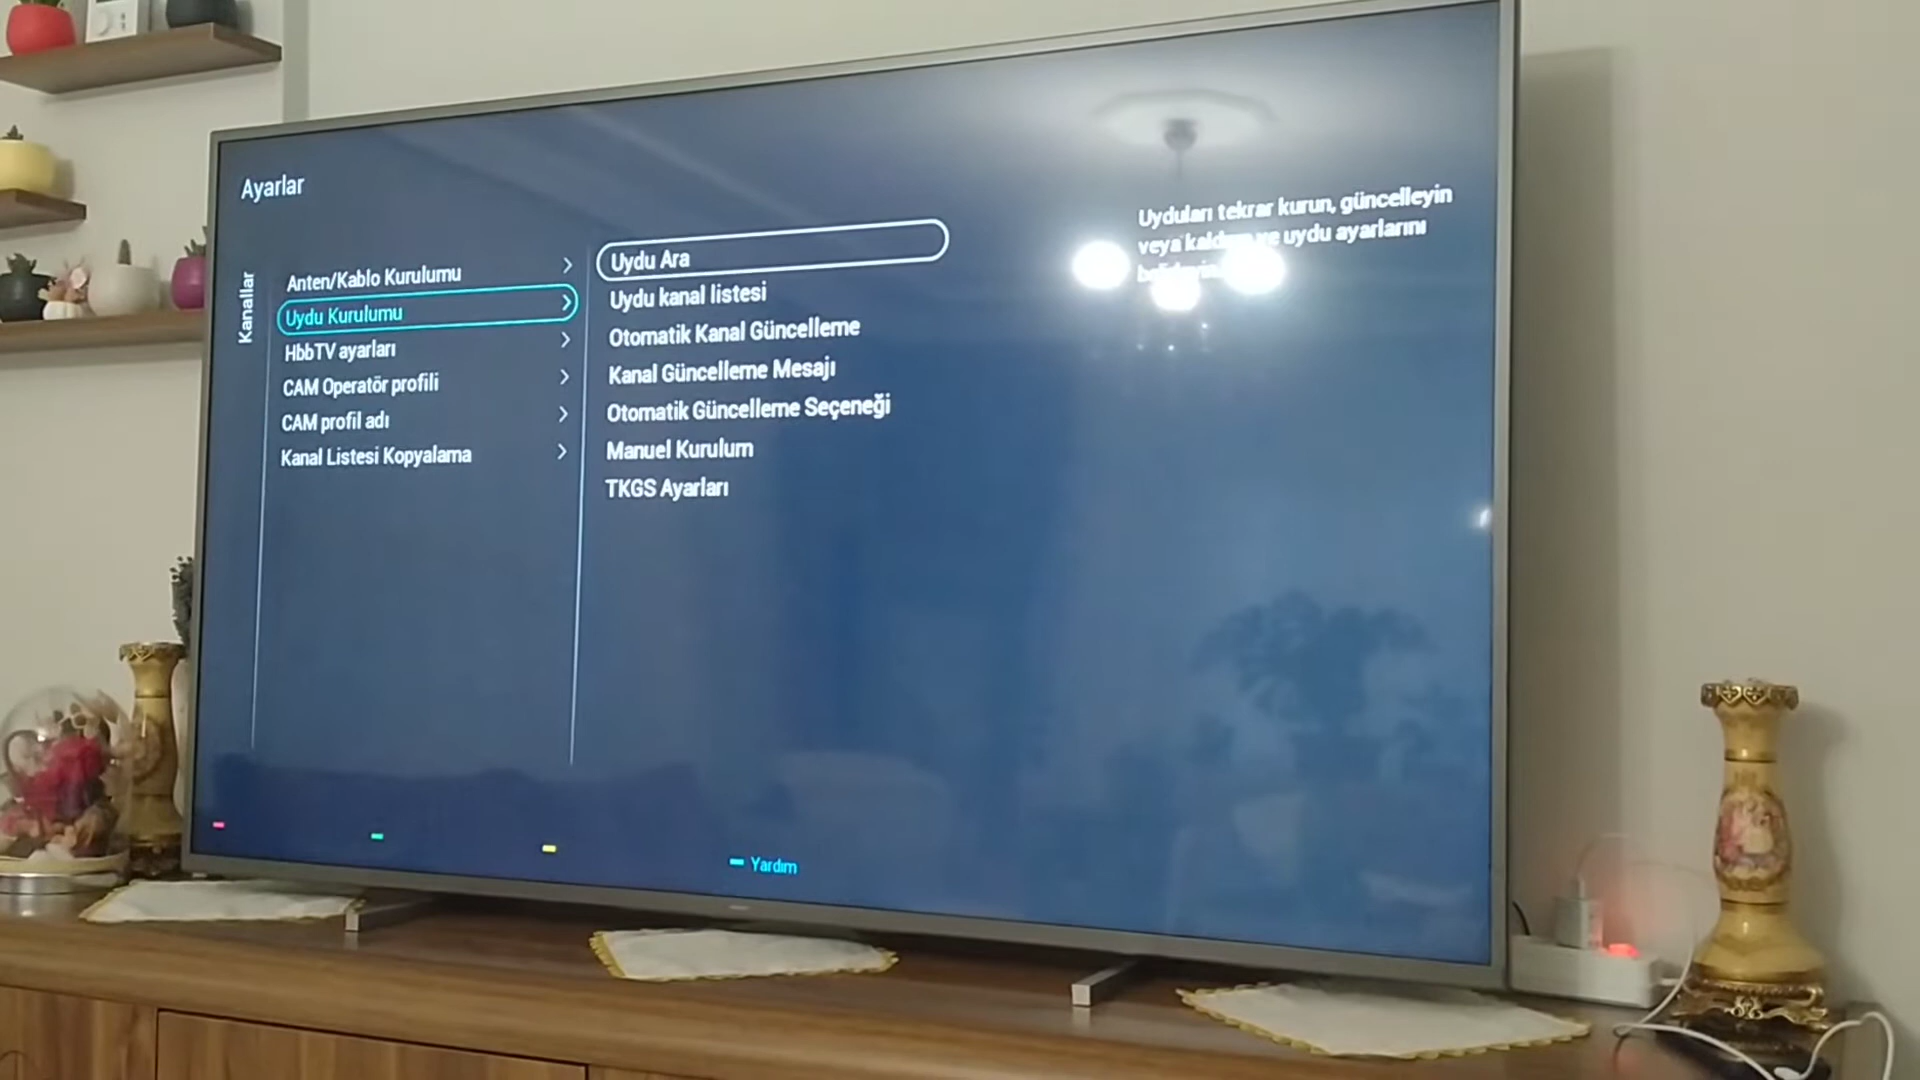 Ayarlar
Kanallar
Anten/Kablo Kurulumu
Uydu Kurulumu
HbbTV ayarları
CAM Operatör profili
CAM profil adı
Kanal Listesi Kopyalama
Uydu Ara
Uydu kanal listesi
Otomatik Kanal Güncelleme
Kanal Güncelleme Mesajı
Otomatik Güncelleme Seçeneği
Manuel Kurulum
TKGS Ayarları
Uyduları tekrar kurun, güncelleyin
veya uydu ayarlarını
Yardım